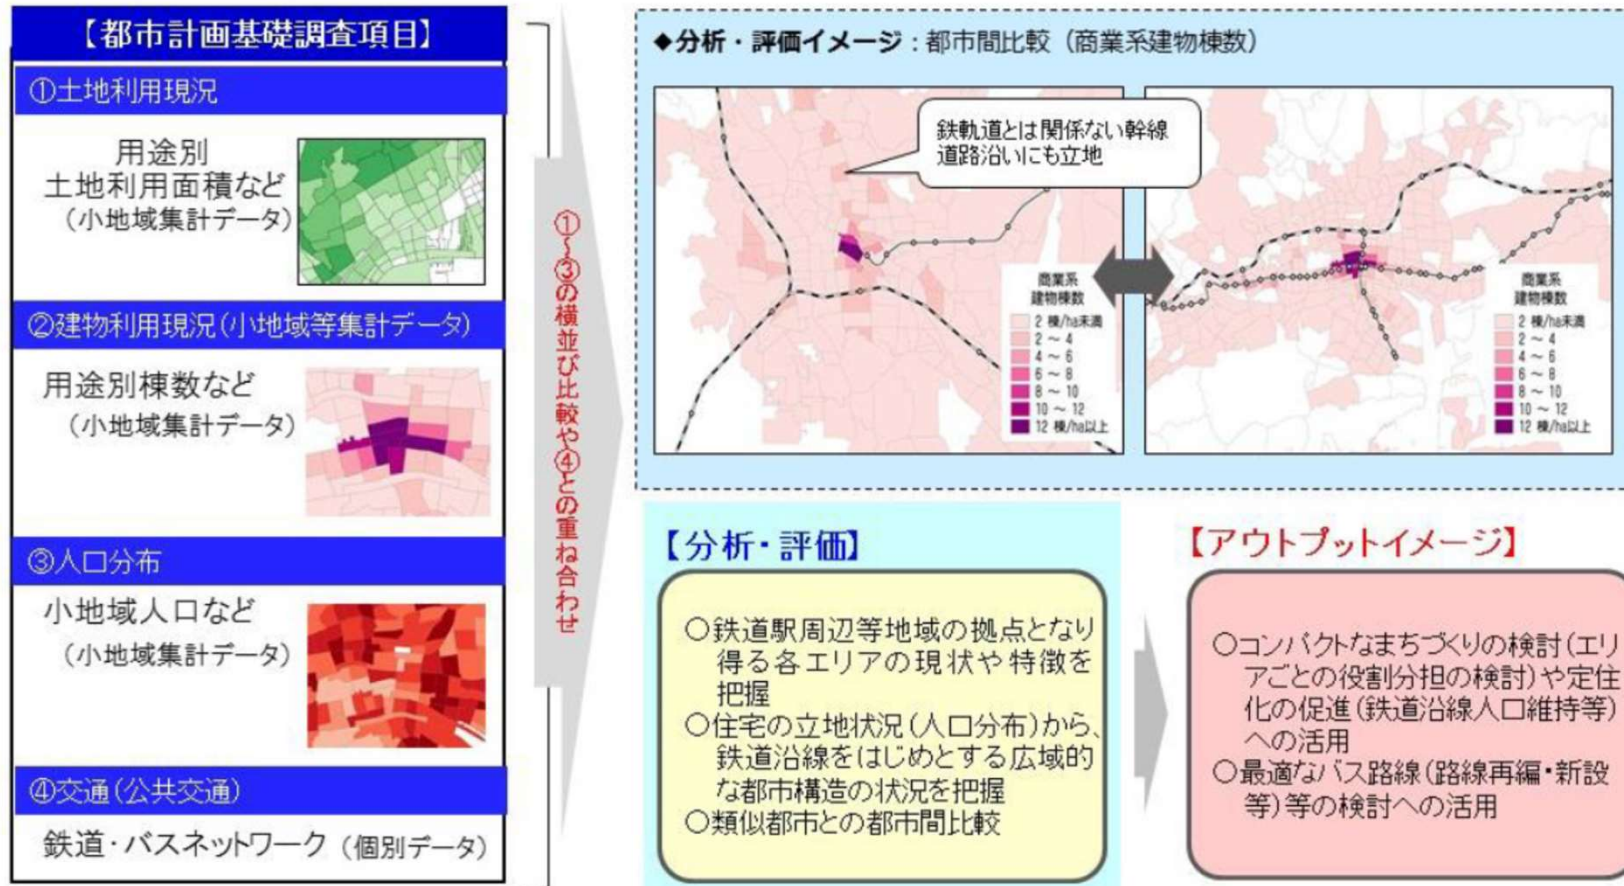 【都市計画基礎調査項目】
①土地利用現況
用途別
土地利用面積など
(小地域集計データ)
②建物利用現況(小地域等集計データ)
用途別棟数など
(小地域集計データ)
③人口分布
小地域人口など
(小地域集計データ)
④交通(公共交通)
鉄道・バスネットワーク (個別データ)
①～③の横並び比較や④との重ね合わせ
◆分析・評価イメージ：都市間比較（商業系建物棟数）
鉄軌道とは関係ない幹線
道路沿いにも立地
商業系
建物棟数
2 棟/ha未満
2 ～ 4
4 ～ 6
6 ～ 8
8 ～ 10
10 ～ 12
12 棟/ha以上
商業系
建物棟数
2 棟/ha未満
2 ～ 4
4 ～ 6
6 ～ 8
8 ～ 10
10 ～ 12
12 棟/ha以上
【分析・評価】
○鉄道駅周辺等地域の拠点となり
得る各エリアの現状や特徴を
把握
○住宅の立地状況(人口分布)から、
鉄道沿線をはじめとする広域的
な都市構造の状況を把握
○類似都市との都市間比較
【アウトプットイメージ】
○コンパクトなまちづくりの検討(エリ
アごとの役割分担の検討)や定住
化の促進(鉄道沿線人口維持等)
への活用
○最適なバス路線(路線再編・新設
等)等の検討への活用